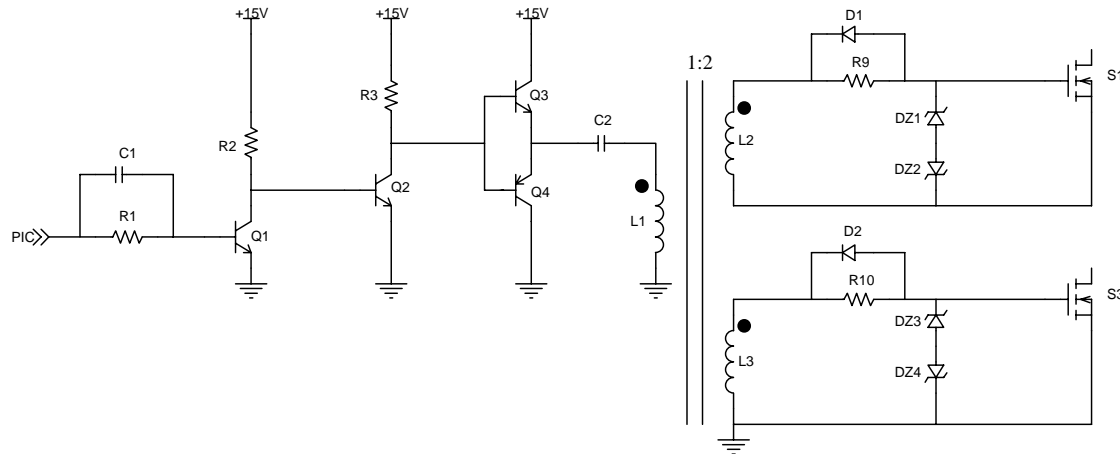 +15V
+15V
+15V
D1
1:2
R9
S1
R3
Q3
C2
DZ1
R2
L2
C1
DZ2
Q2
Q4
R1
L1
PIC
Q1
D2
R10
S3
DZ3
L3
DZ4